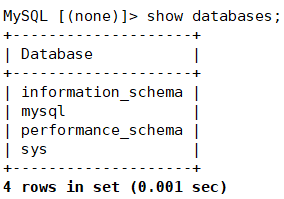 MySQL [(none)]> show databases;
+--------------------+
| Database           |
+--------------------+
| information_schema |
| mysql              |
| performance_schema |
| sys                |
+--------------------+
4 rows in set (0.001 sec)